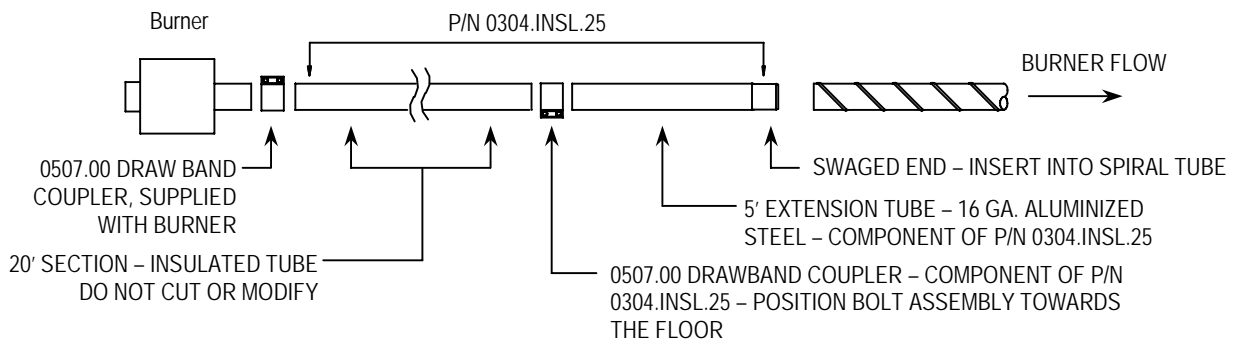 Burner
P/N 0304.INSL.25
BURNER FLOW
0507.00 DRAW BAND
COUPLER, SUPPLIED
WITH BURNER
20' SECTION – INSULATED TUBE
DO NOT CUT OR MODIFY
SWAGED END – INSERT INTO SPIRAL TUBE
5' EXTENSION TUBE – 16 GA. ALUMINIZED
STEEL – COMPONENT OF P/N 0304.INSL.25
0507.00 DRAWBAND COUPLER – COMPONENT OF P/N
0304.INSL.25 – POSITION BOLT ASSEMBLY TOWARDS
THE FLOOR